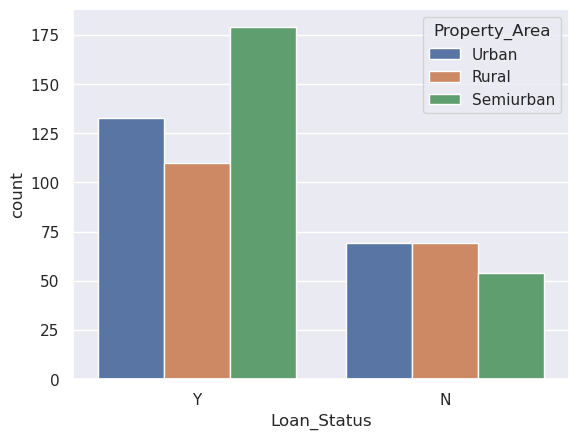 Property_Area
Urban
Rural
Semiurban
175
150
125
100
75
50
25
0
count
Y
N
Loan_Status